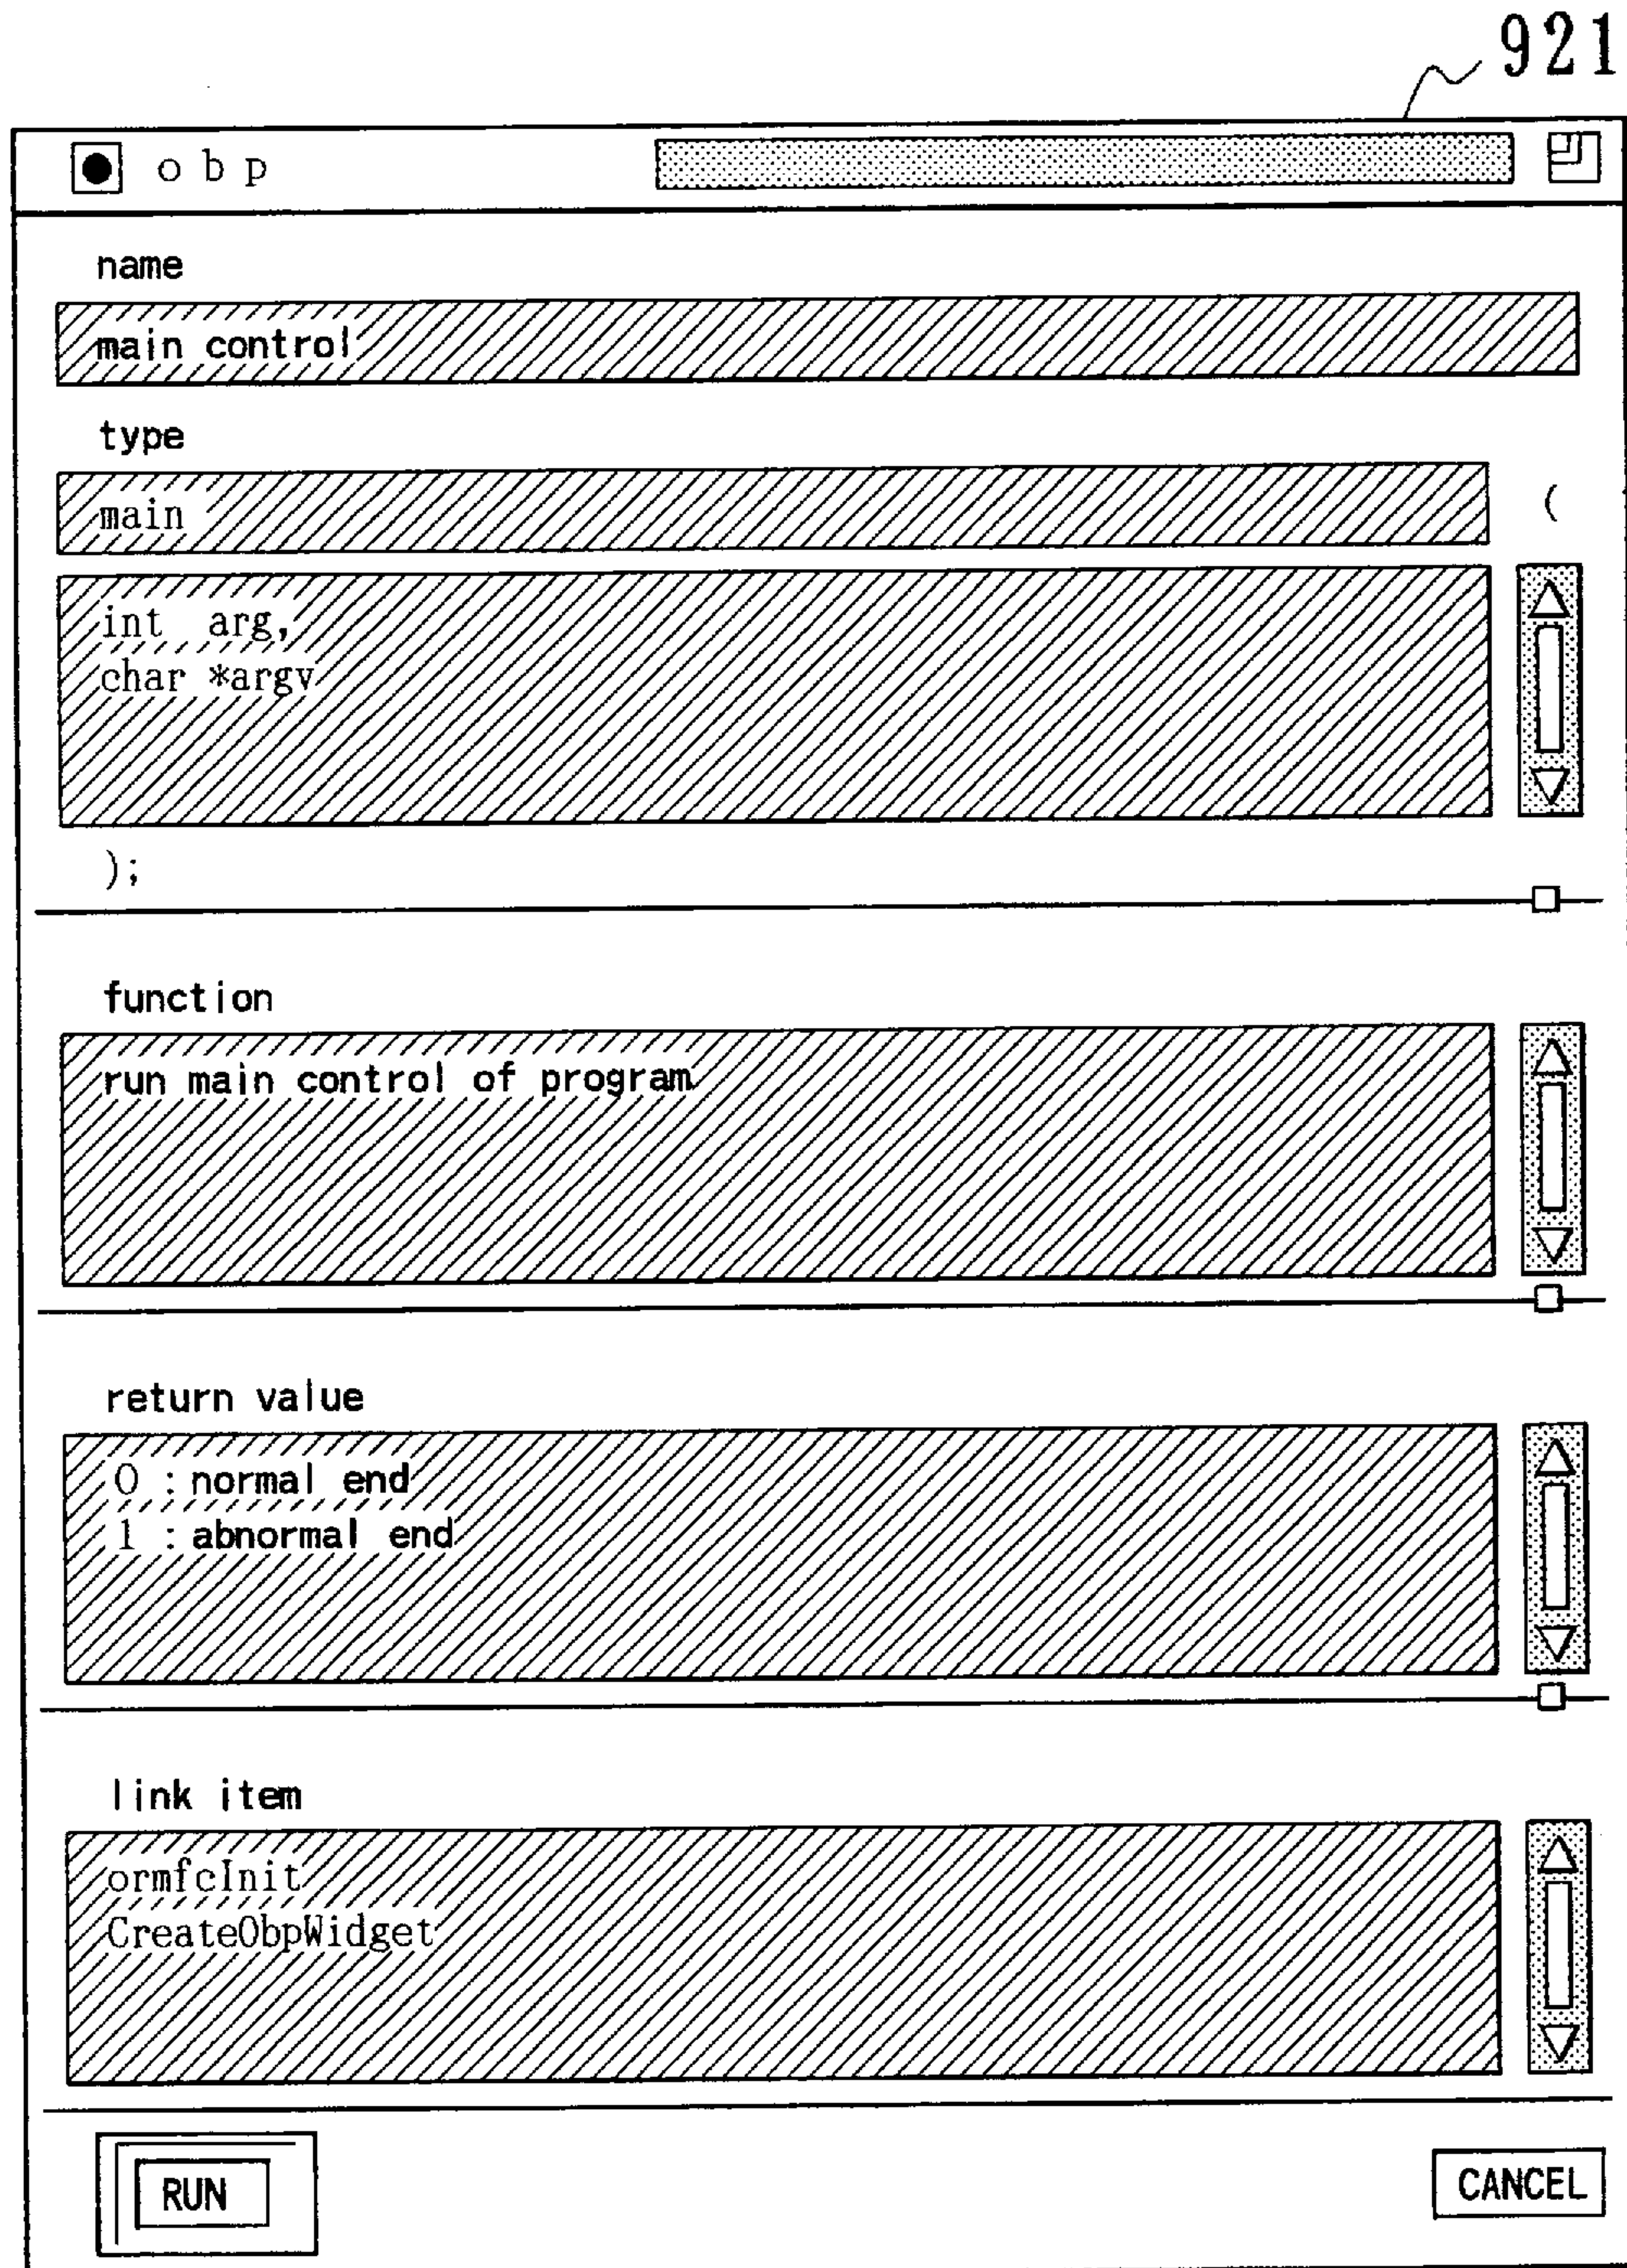 921
obp
name
main control
type
main (
int arg,
char *argv
);
function
run main control of program
return value
0 : normal end
1 : abnormal end
link item
ormfcInit
CreateObpWidget
RUN CANCEL